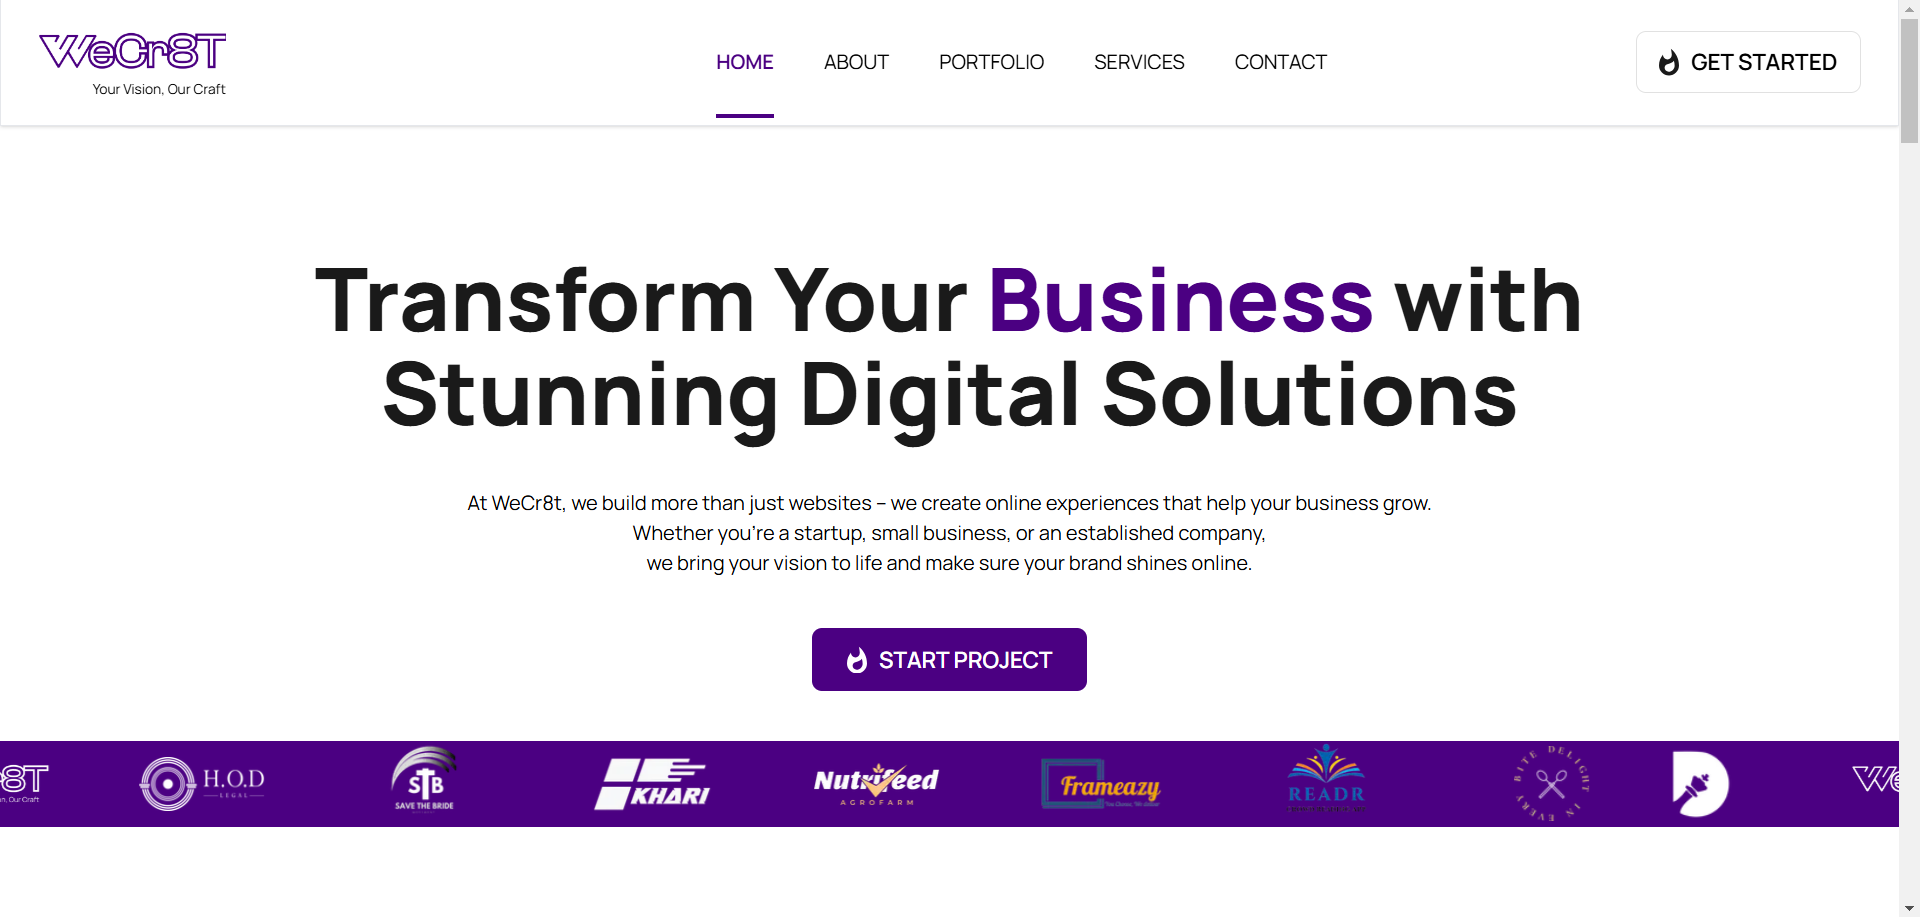 WeCr8T
Your Vision, Our Craft
HOME
ABOUT
PORTFOLIO
SERVICES
CONTACT
GET STARTED
Transform Your Business with
Stunning Digital Solutions
At WeCr8t, we build more than just websites – we create online experiences that help your business grow.
Whether you’re a startup, small business, or an established company,
we bring your vision to life and make sure your brand shines online.
START PROJECT
8T
Our Craft
H.O.D
LEGAL
STB
SAVE THE BRIDE
KHARI
Nutrifeed
AGROFARM
Frameazy
READR
BITE DELIGHT IN EVERY
We